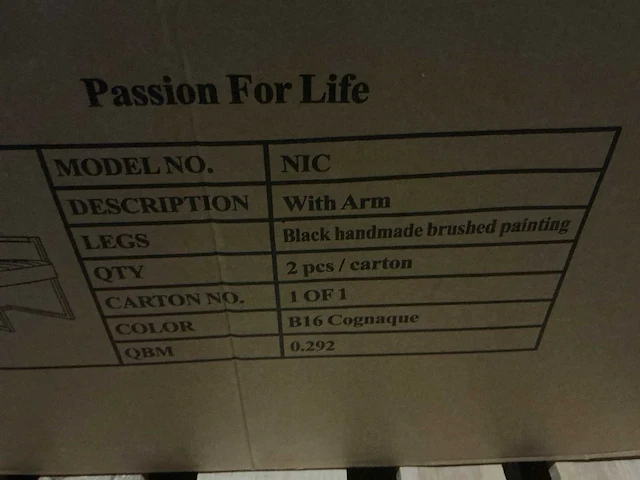 Passion For Life
MODEL NO. NIC
DESCRIPTION With Arm
LEGS Black handmade brushed painting
QTY 2 pcs / carton
CARTON NO. 1 OF 1
COLOR B16 Cognaque
QBM 0.292